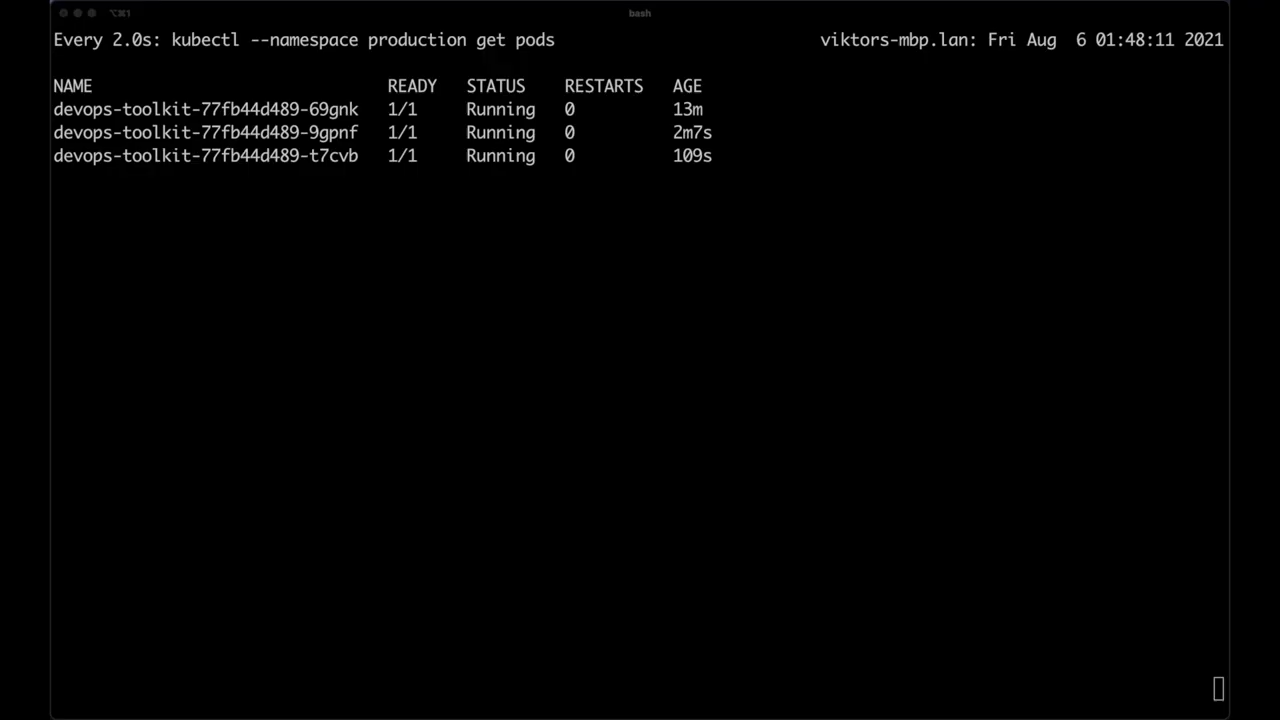 ⌥⌘1 bash
Every 2.0s: kubectl --namespace production get pods viktors-mbp.lan: Fri Aug  6 01:48:11 2021
NAME READY STATUS RESTARTS AGE
devops-toolkit-77fb44d489-69gnk 1/1 Running 0 13m
devops-toolkit-77fb44d489-9gpnf 1/1 Running 0 2m7s
devops-toolkit-77fb44d489-t7cvb 1/1 Running 0 109s